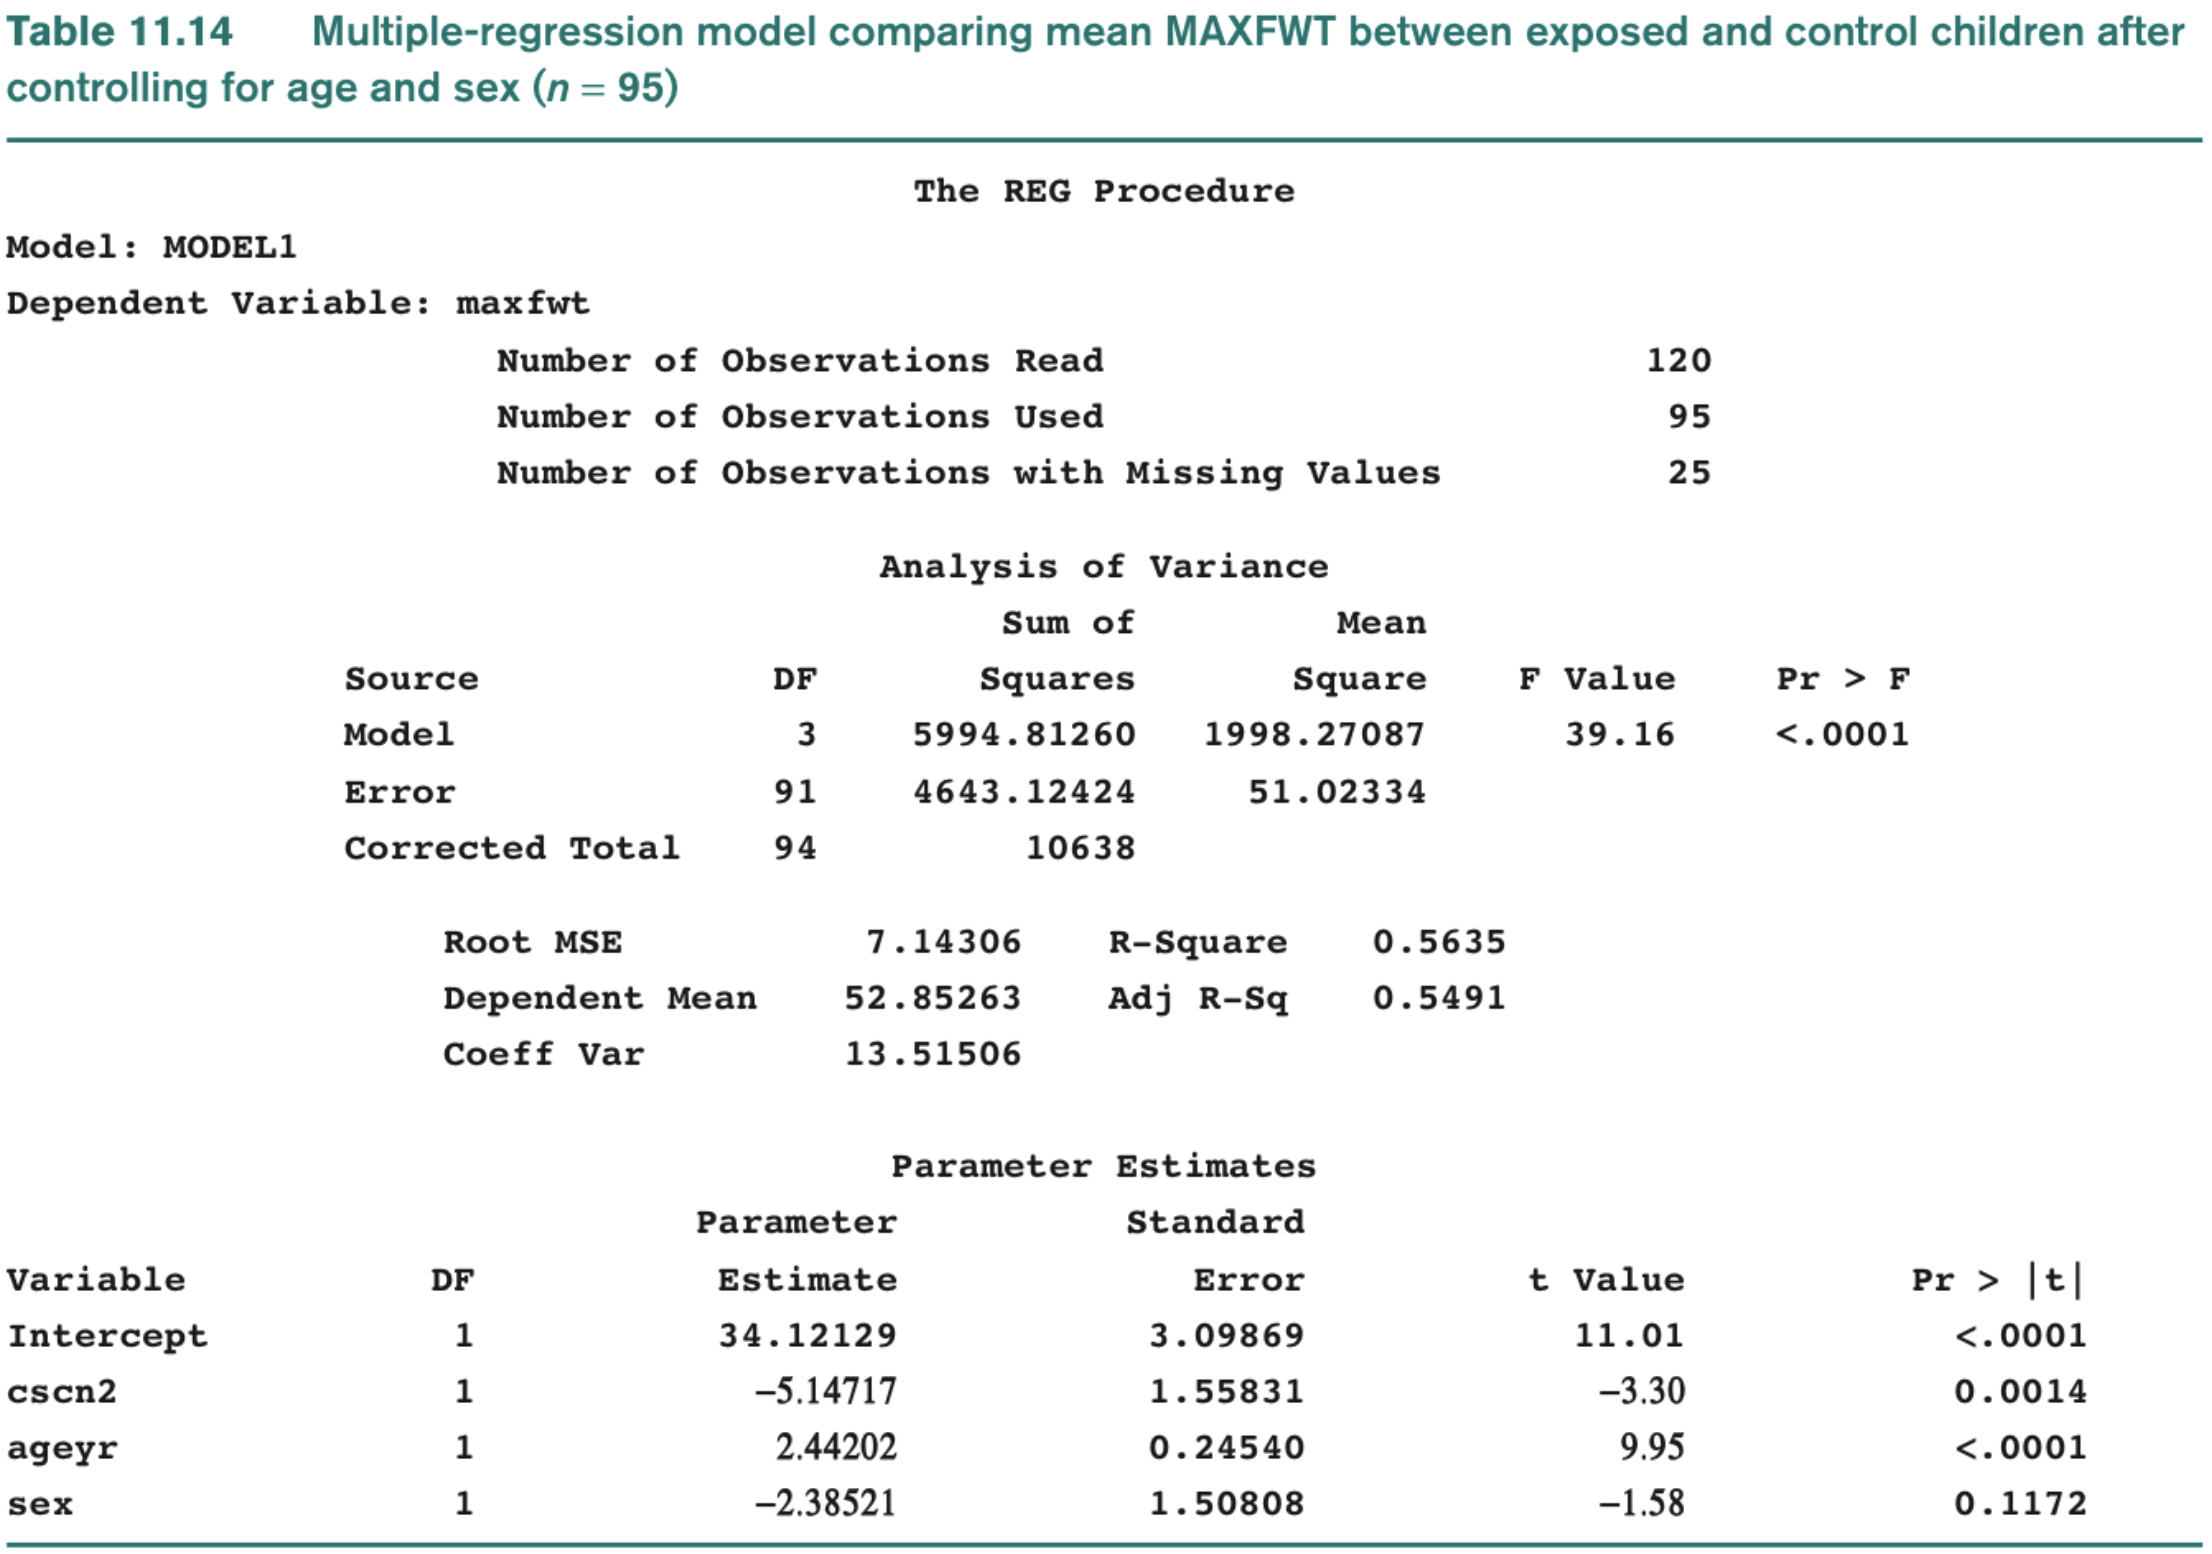 Table 11.14 Multiple-regression model comparing mean MAXFWT between exposed and control children after
controlling for age and sex (n = 95)
The REG Procedure
Model: MODEL1
Dependent Variable: maxfwt
Number of Observations Read 120
Number of Observations Used 95
Number of Observations with Missing Values 25
Analysis of Variance
Sum of Mean
Source DF Squares Square F Value Pr > F
Model 3 5994.81260 1998.27087 39.16 <.0001
Error 91 4643.12424 51.02334
Corrected Total 94 10638
Root MSE 7.14306 R-Square 0.5635
Dependent Mean 52.85263 Adj R-Sq 0.5491
Coeff Var 13.51506
Parameter Estimates
Parameter Standard
Variable DF Estimate Error t Value Pr > |t|
Intercept 1 34.12129 3.09869 11.01 <.0001
cscn2 1 –5.14717 1.55831 –3.30 0.0014
ageyr 1 2.44202 0.24540 9.95 <.0001
sex 1 –2.38521 1.50808 –1.58 0.1172